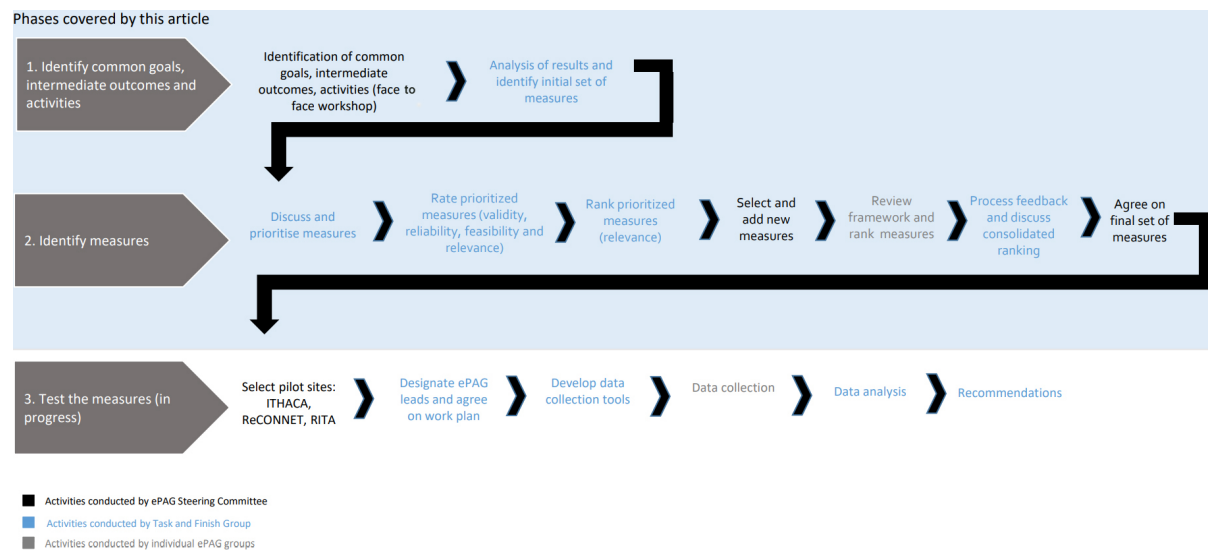 Phases covered by this article
1. Identify common goals,
intermediate outcomes and
activities
Identification of common
goals, intermediate
outcomes, activities (face to
face workshop)
Analysis of results and
identify initial set of
measures
2. Identify measures
Discuss and
prioritise measures
Rate prioritized
measures (validity,
reliability, feasibility and
relevance)
Rank prioritized
measures
(relevance)
Select and
add new
measures
Review
framework and
rank measures
Process feedback
and discuss
consolidated
ranking
Agree on
final set of
measures
3. Test the measures (in
progress)
Select pilot sites:
ITHACA,
ReCONNET, RITA
Designate ePAG
leads and agree
on work plan
Develop data
collection tools
Data collection
Data analysis
Recommendations
Activities conducted by ePAG Steering Committee
Activities conducted by Task and Finish Group
Activities conducted by individual ePAG groups